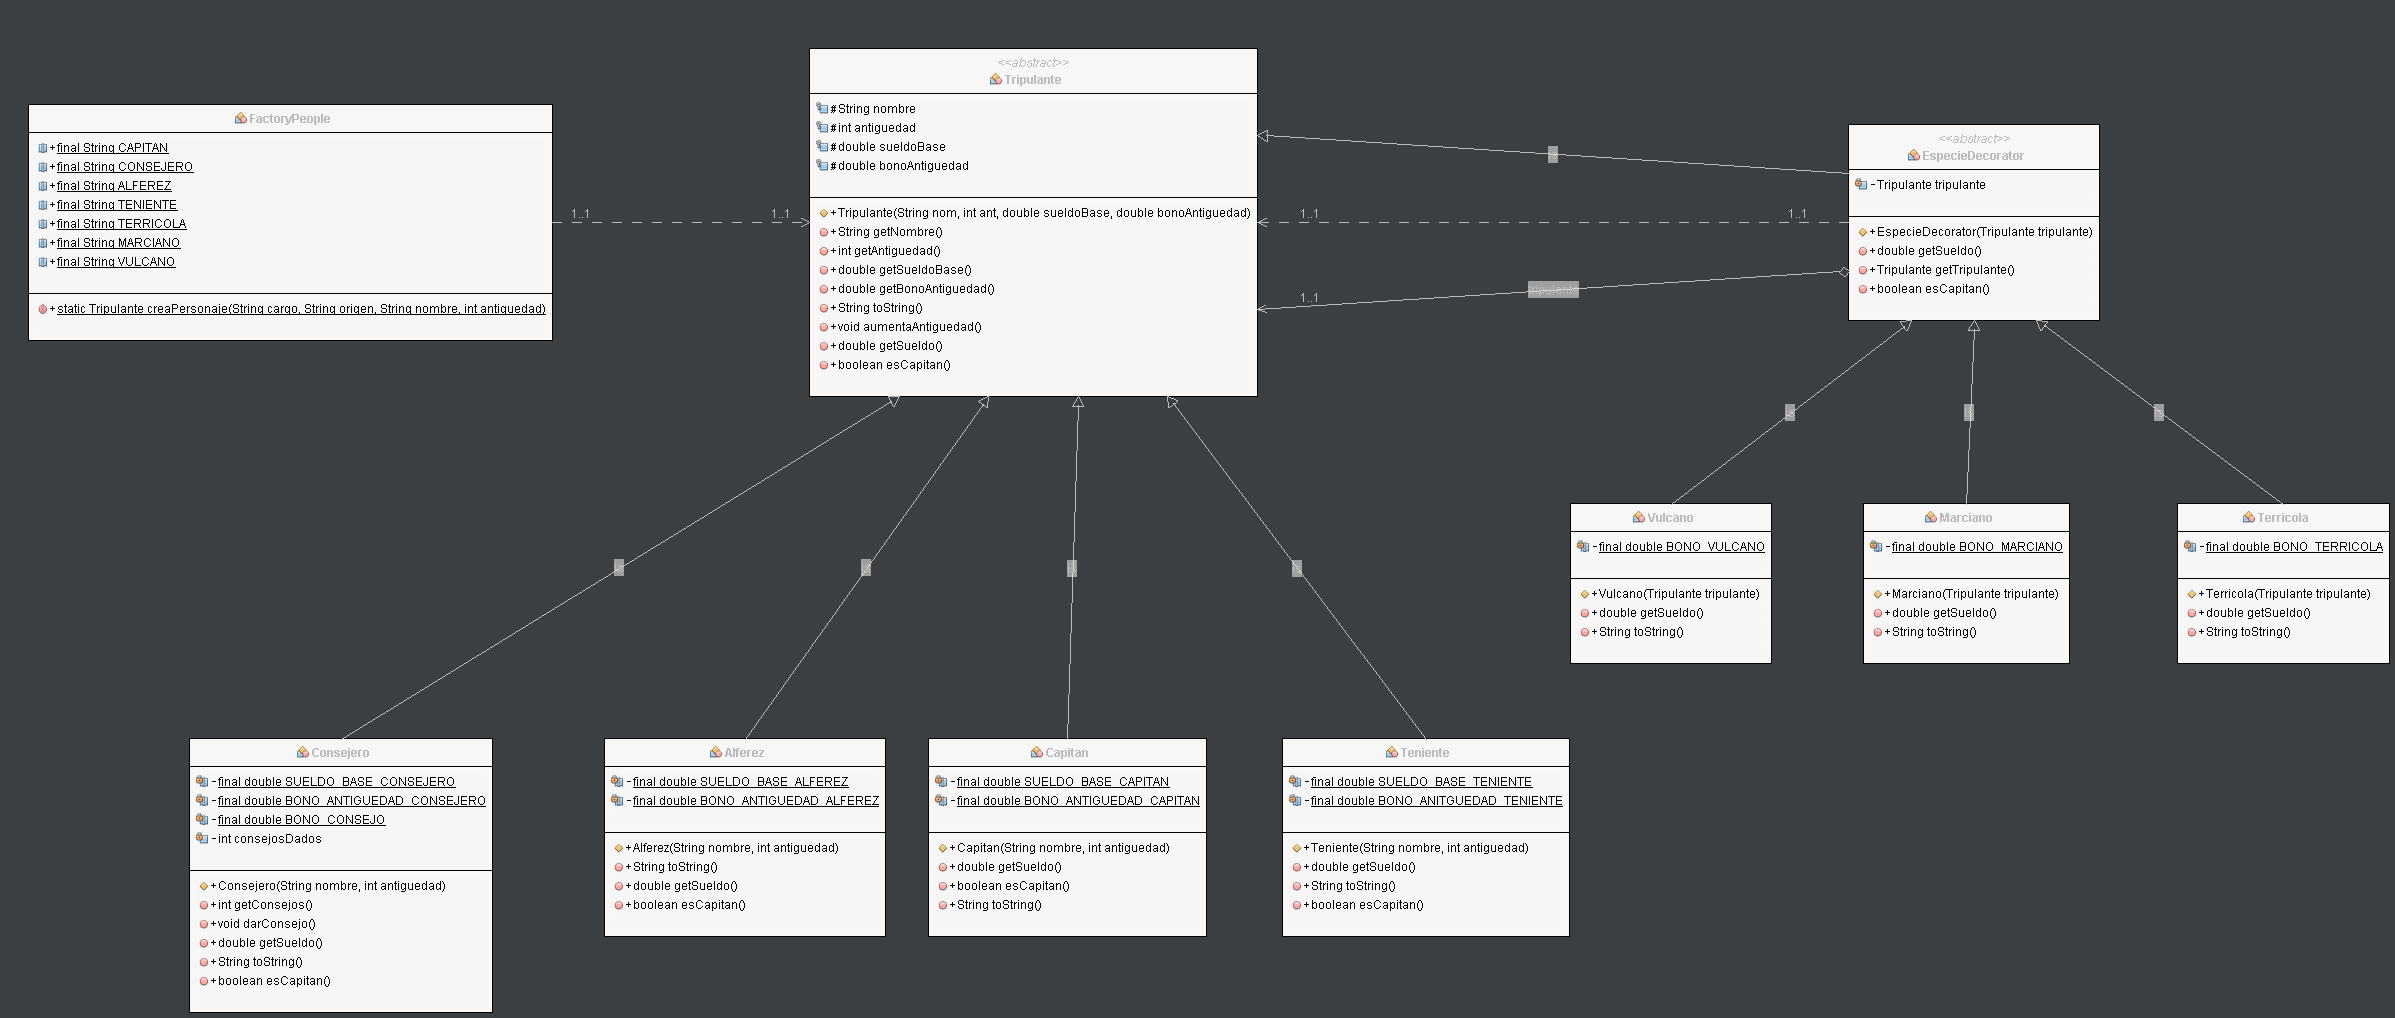 FactoryPeople
+final String CAPITAN
+final String CONSEJERO
+final String ALFEREZ
+final String TENIENTE
+final String TERRICOLA
+final String MARCIANO
+final String VULCANO
+static Tripulante creaPersonaje(String cargo, String origen, String nombre, int antiguedad)
1..1
1..1
<<abstract>>
Tripulante
#String nombre
#int antiguedad
#double sueldoBase
#double bonoAntiguedad
+Tripulante(String nom, int ant, double sueldoBase, double bonoAntiguedad)
+String getNombre()
+int getAntiguedad()
+double getSueldoBase()
+double getBonoAntiguedad()
+String toString()
+void aumentaAntiguedad()
+double getSueldo()
+boolean esCapitan()
1..1
1..1
1..1
tripulante
<<abstract>>
EspecieDecorator
-Tripulante tripulante
+EspecieDecorator(Tripulante tripulante)
+double getSueldo()
+Tripulante getTripulante()
+boolean esCapitan()
Vulcano
-final double BONO_VULCANO
+Vulcano(Tripulante tripulante)
+double getSueldo()
+String toString()
Marciano
-final double BONO_MARCIANO
+Marciano(Tripulante tripulante)
+double getSueldo()
+String toString()
Terricola
-final double BONO_TERRICOLA
+Terricola(Tripulante tripulante)
+double getSueldo()
+String toString()
Consejero
-final double SUELDO_BASE_CONSEJERO
-final double BONO_ANTIGUEDAD_CONSEJERO
-final double BONO_CONSEJO
-int consejosDados
+Consejero(String nombre, int antiguedad)
+int getConsejos()
+void darConsejo()
+double getSueldo()
+String toString()
+boolean esCapitan()
Alferez
-final double SUELDO_BASE_ALFEREZ
-final double BONO_ANTIGUEDAD_ALFEREZ
+Alferez(String nombre, int antiguedad)
+String toString()
+double getSueldo()
+boolean esCapitan()
Capitan
-final double SUELDO_BASE_CAPITAN
-final double BONO_ANTIGUEDAD_CAPITAN
+Capitan(String nombre, int antiguedad)
+double getSueldo()
+boolean esCapitan()
+String toString()
Teniente
-final double SUELDO_BASE_TENIENTE
-final double BONO_ANITGUEDAD_TENIENTE
+Teniente(String nombre, int antiguedad)
+double getSueldo()
+String toString()
+boolean esCapitan()